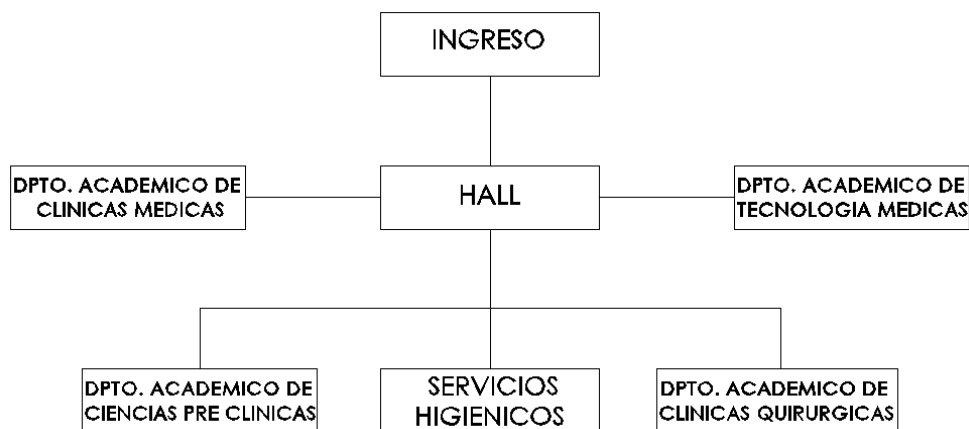 INGRESO
DPTO. ACADEMICO DE
CLINICAS MEDICAS
HALL
DPTO. ACADEMICO DE
TECNOLOGIA MEDICAS
DPTO. ACADEMICO DE
CIENCIAS PRE CLINICAS
SERVICIOS
HIGIENICOS
DPTO. ACADEMICO DE
CLINICAS QUIRURGICAS